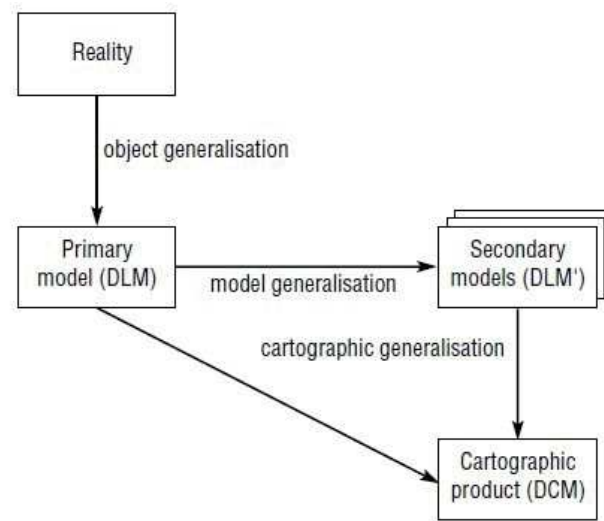 Reality
object generalisation
Primary
model (DLM)
model generalisation
Secondary
models (DLM')
cartographic generalisation
Cartographic
product (DCM)